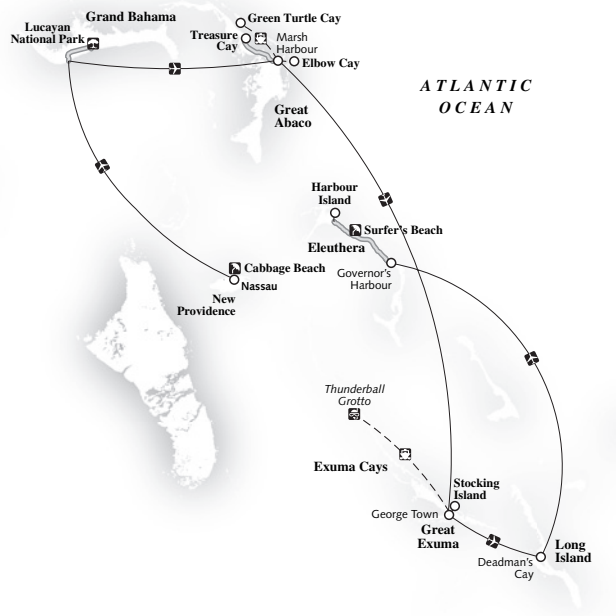 Green Turtle Cay
Grand Bahama
Lucayan
National Park
Treasure
Cay
Marsh
Harbour
Elbow Cay
Great
Abaco
ATLANTIC
OCEAN
Harbour
Island
Surfer's Beach
Eleuthera
Governor's
Harbour
Cabbage Beach
Nassau
New
Providence
Thunderball
Grotto
Exuma Cays
Stocking
Island
George Town
Great
Exuma
Long
Island
Deadman's
Cay